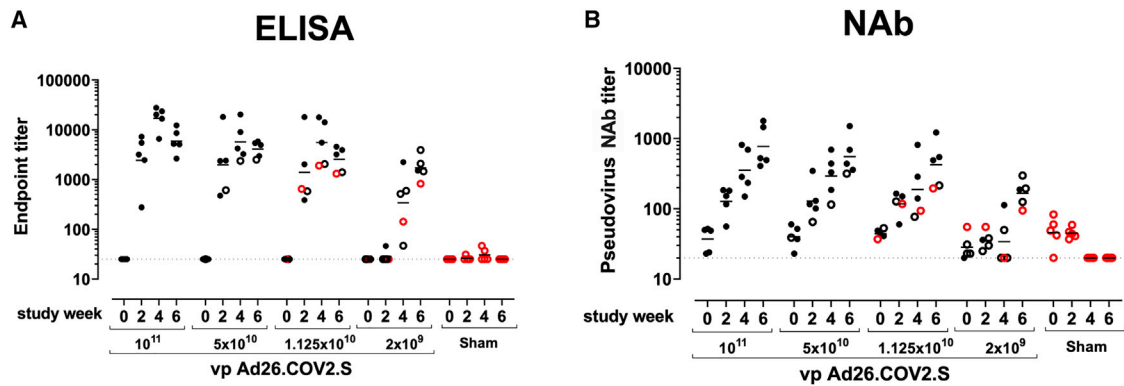 A
ELISA
Endpoint titer
100000
10000
1000
100
10
study week
0 2 4 6 0 2 4 6 0 2 4 6 0 2 4 6 0 2 4 6
10¹¹ 5x10¹⁰ 1.125x10¹⁰ 2x10⁹ Sham
vp Ad26.COV2.S
B
NAb
Pseudovirus NAb titer
10000
1000
100
10
study week
0 2 4 6 0 2 4 6 0 2 4 6 0 2 4 6 0 2 4 6
10¹¹ 5x10¹⁰ 1.125x10¹⁰ 2x10⁹ Sham
vp Ad26.COV2.S